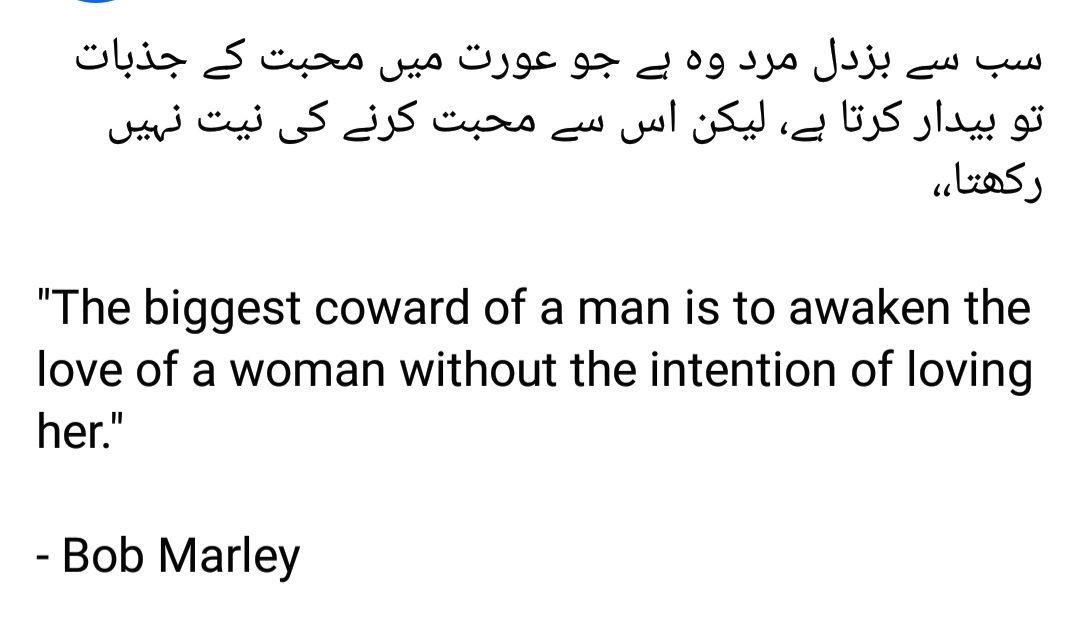 سب سے بزدل مرد وہ ہے جو عورت میں محبت کے جذبات
تو بیدار کرتا ہے، لیکن اس سے محبت کرنے کی نیت نہیں
رکھتا،،
"The biggest coward of a man is to awaken the
love of a woman without the intention of loving
her."
- Bob Marley